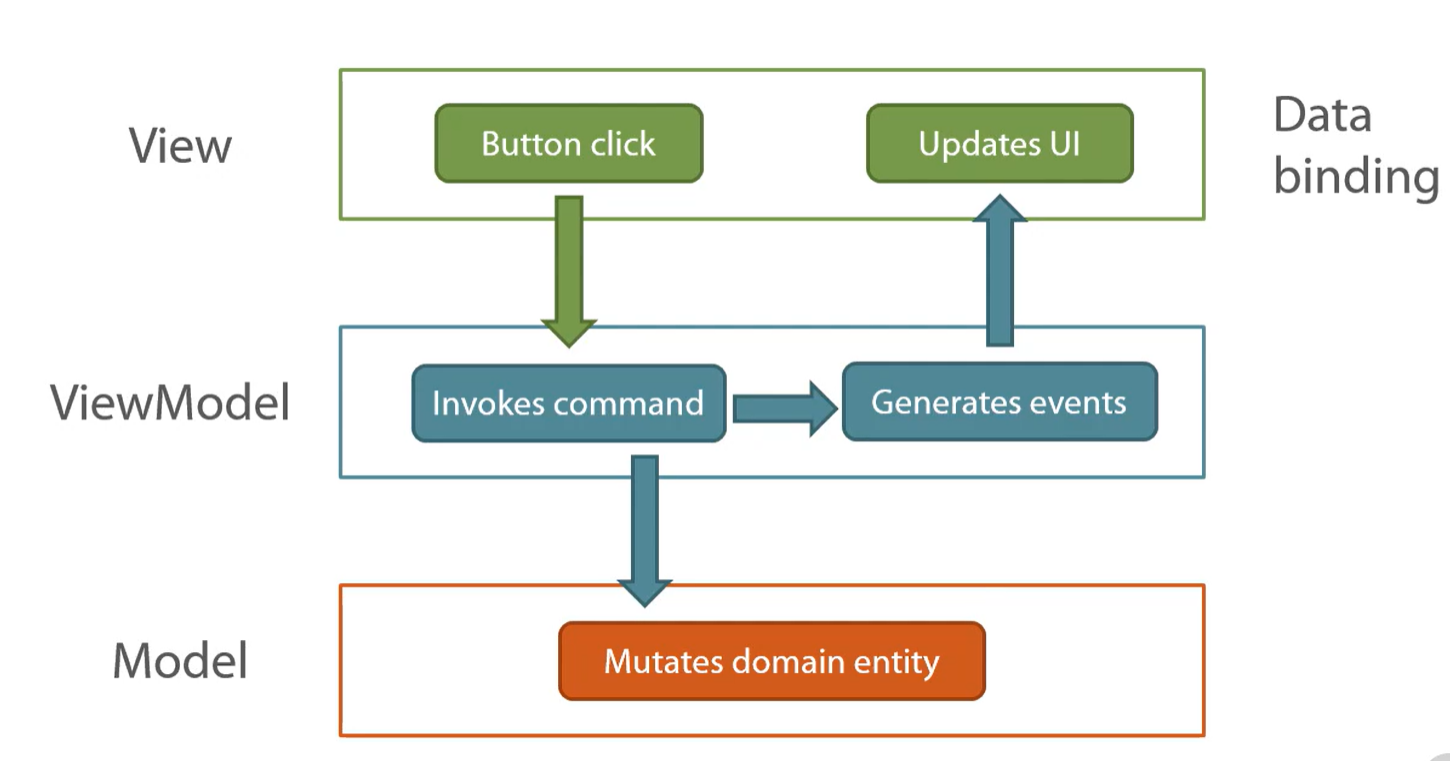 View
Button click
Updates UI
Data
binding
ViewModel
Invokes command
Generates events
Model
Mutates domain entity